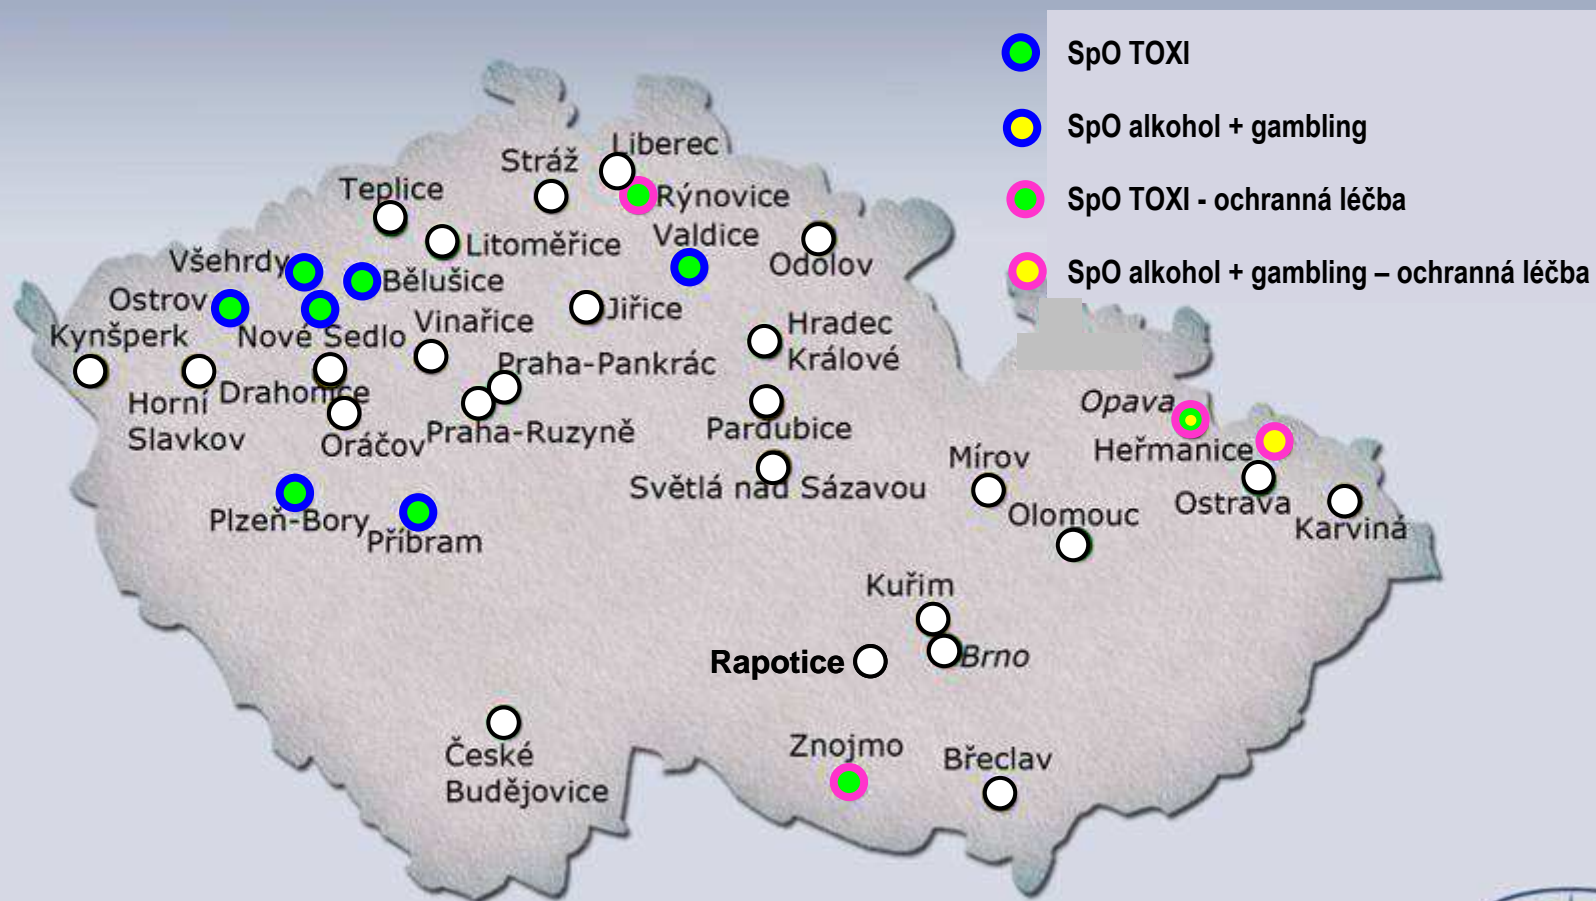 SpO TOXI
SpO alkohol + gambling
SpO TOXI - ochranná léčba
SpO alkohol + gambling – ochranná léčba
Liberec
Stráž
Teplice
Rýnovice
Litoměřice
Valdice
Odolov
Všehrdy
Bělušice
Ostrov
Jiřice
Kynšperk
Nové Sedlo
Vinařice
Hradec
Králové
Praha-Pankrác
Horní
Slavkov
Drahonice
Oráčov
Praha-Ruzyně
Pardubice
Opava
Heřmanice
Mírov
Světlá nad Sázavou
Ostrava
Olomouc
Karviná
Plzeň-Bory
Příbram
Kuřim
Rapotice
Brno
České
Budějovice
Znojmo
Břeclav